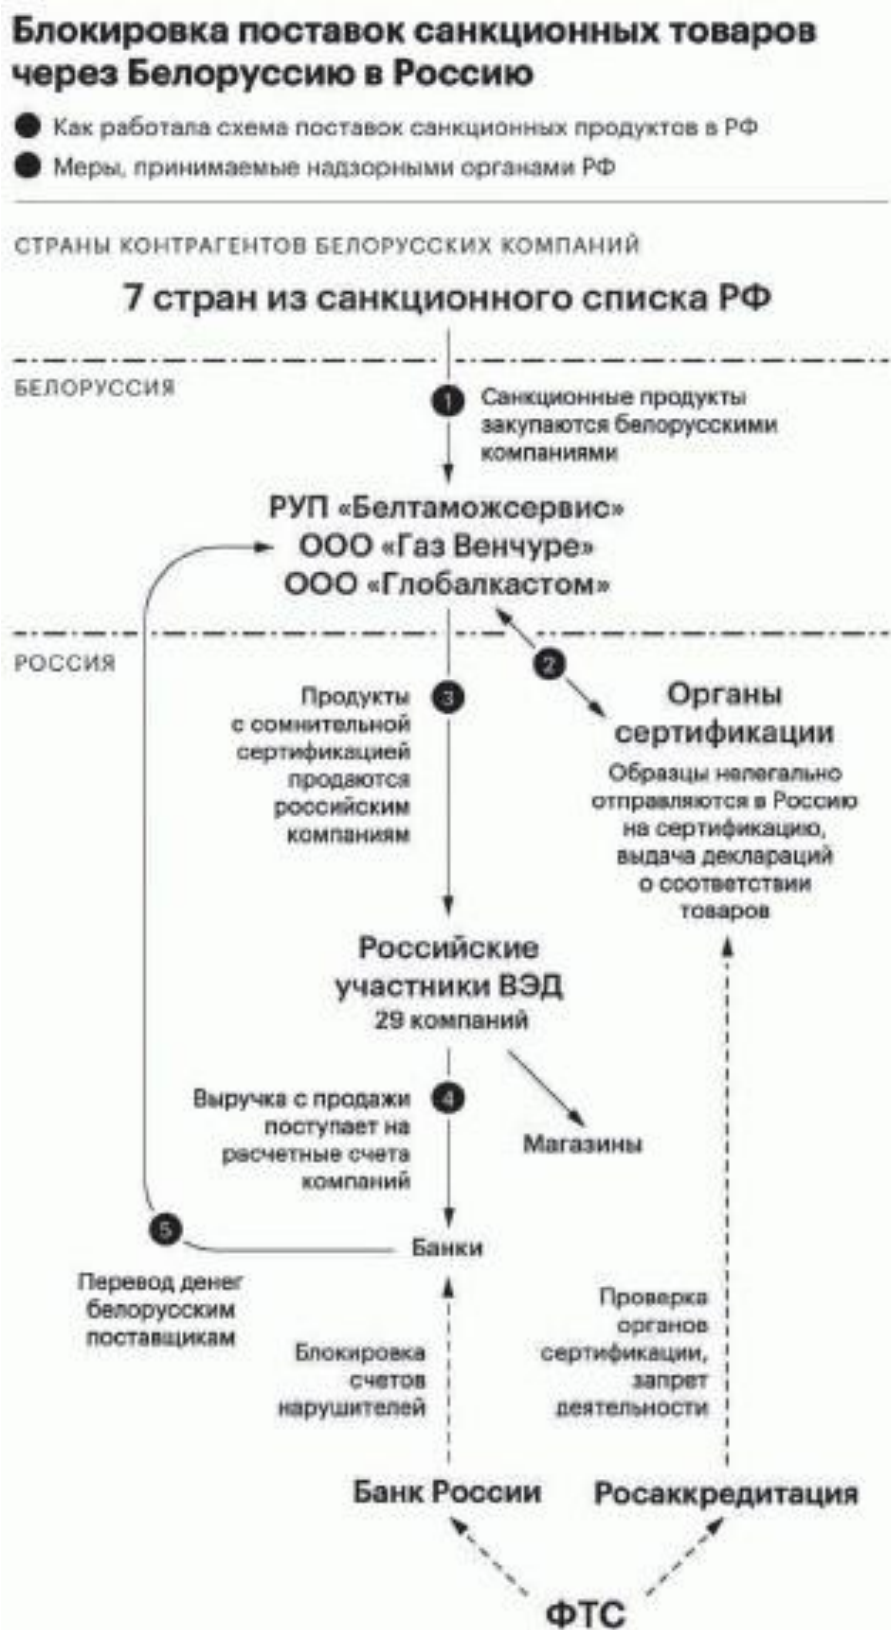 Блокировка поставок санкционных товаров
через Белоруссию в Россию
Как работала схема поставок санкционных продуктов в РФ
Меры, принимаемые надзорными органами РФ
СТРАНЫ КОНТРАГЕНТОВ БЕЛОРУССКИХ КОМПАНИЙ
7 стран из санкционного списка РФ
БЕЛОРУССИЯ
1
Санкционные продукты
закупаются белорусскими
компаниями
РУП «Белтаможсервис»
ООО «Газ Венчуре»
ООО «Глобалкастом»
РОССИЯ
2
Органы
сертификации
Образцы нелегально
отправляются в Россию
на сертификацию,
выдача деклараций
о соответствии
товаров
3
Продукты
с сомнительной
сертификацией
продаются
российским
компаниям
Российские
участники ВЭД
29 компаний
4
Выручка с продажи
поступает на
расчетные счета
компаний
Магазины
Банки
5
Перевод денег
белорусским
поставщикам
Блокировка
счетов
нарушителей
Проверка
органов
сертификации,
запрет
деятельности
Банк России
Росаккредитация
ФТС